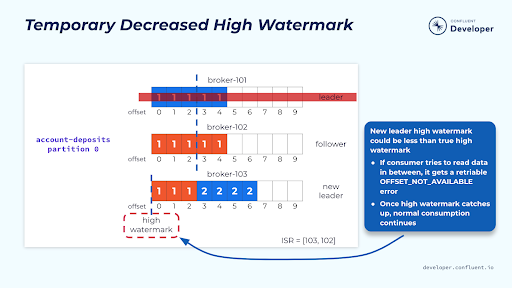 Temporary Decreased High Watermark
CONFLUENT
Developer
broker-101
1 1 1 1 1
leader
offset 0 1 2 3 4 5 6 7 8 9
account-deposits
partition 0
broker-102
1 1 1 1 1
follower
offset 0 1 2 3 4 5 6 7 8 9
broker-103
1 1 1 2 2 2 2
new
leader
offset 0 1 2 3 4 5 6 7 8 9
high
watermark
ISR = [103, 102]
New leader high watermark
could be less than true high
watermark
● If consumer tries to read data
in between, it gets a retriable
OFFSET_NOT_AVAILABLE
error
● Once high watermark catches
up, normal consumption
continues
developer.confluent.io